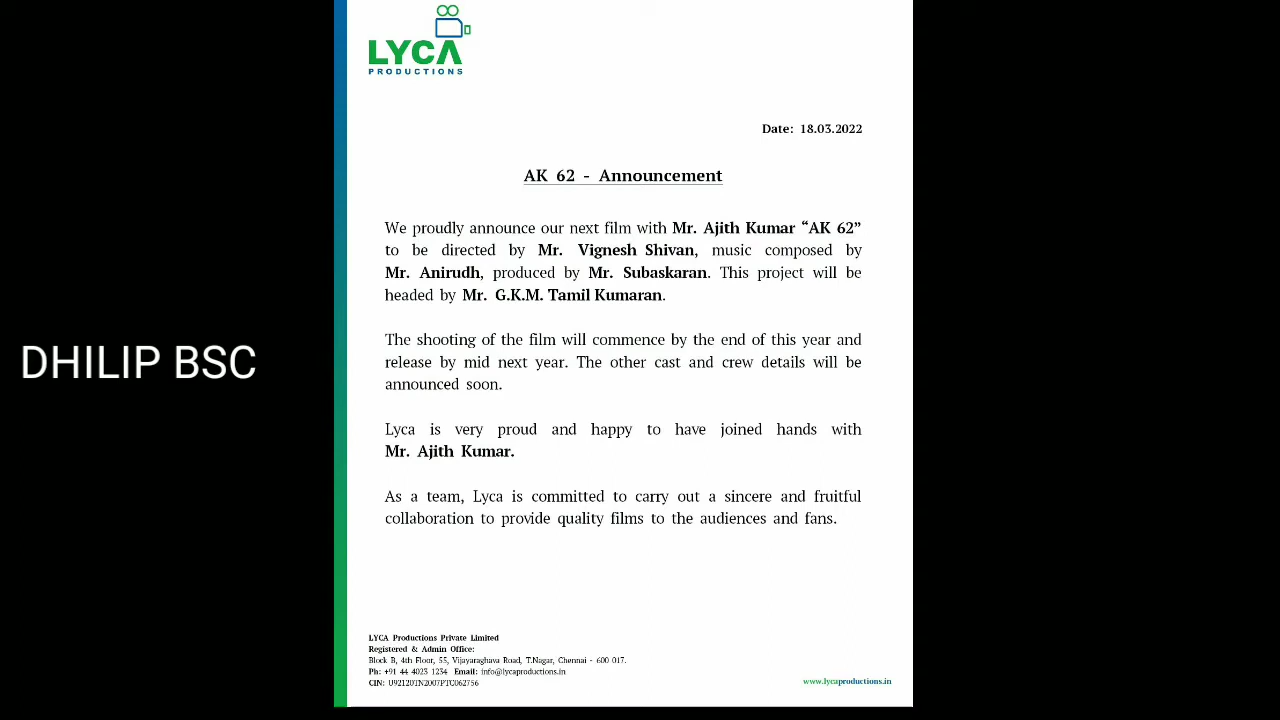 LYCA
PRODUCTIONS
Date: 18.03.2022
AK 62 - Announcement
We proudly announce our next film with Mr. Ajith Kumar “AK 62”
to be directed by Mr. Vignesh Shivan, music composed by
Mr. Anirudh, produced by Mr. Subaskaran. This project will be
headed by Mr. G.K.M. Tamil Kumaran.
The shooting of the film will commence by the end of this year and
release by mid next year. The other cast and crew details will be
announced soon.
Lyca is very proud and happy to have joined hands with
Mr. Ajith Kumar.
As a team, Lyca is committed to carry out a sincere and fruitful
collaboration to provide quality films to the audiences and fans.
DHILIP BSC
LYCA Productions Private Limited
Registered & Admin Office:
Block B, 4th Floor, 55, Vijayaraghava Road, T.Nagar, Chennai - 600 017.
Ph: +91 44 4023 1234 Email: info@lycaproductions.in
CIN: U92120TN2007PTC062756
www.lycaproductions.in